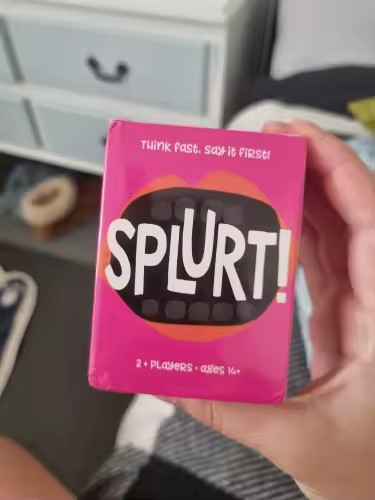 Think fast. Say it first!
SPLURT!
2+ Players • ages 14+